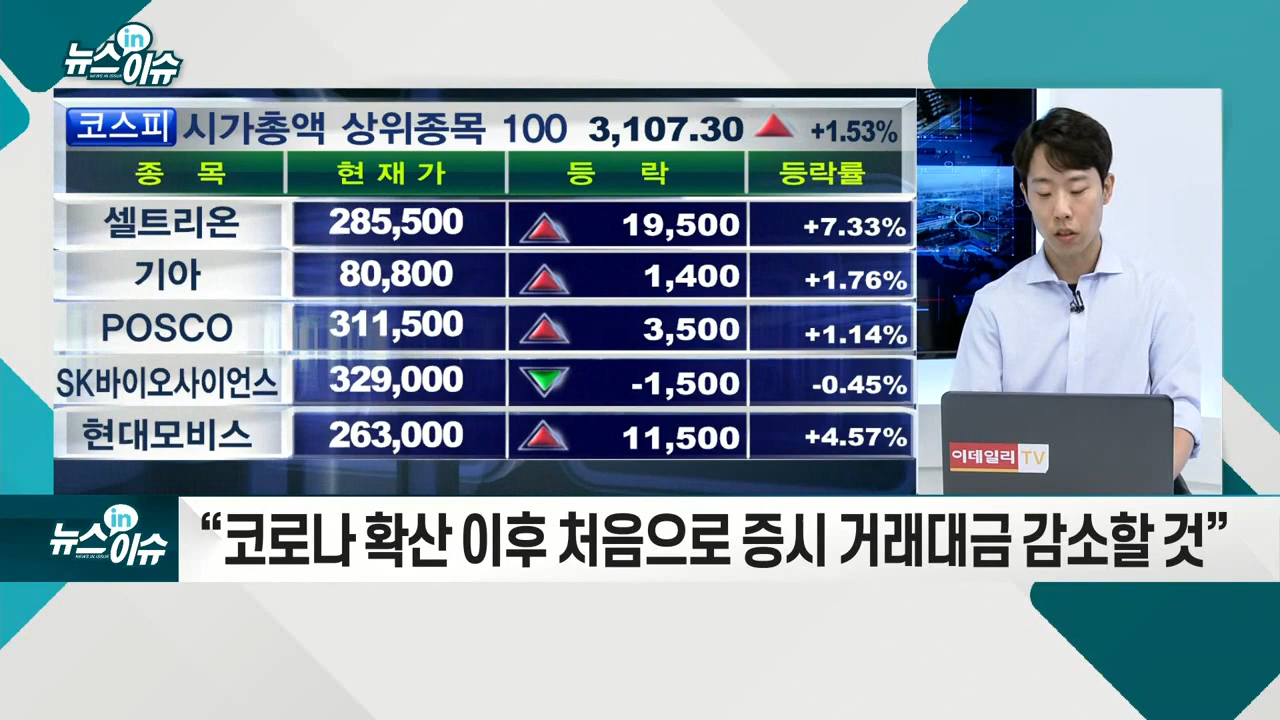 뉴스in이슈
NEWS IN ISSUE
코스피 시가총액 상위종목 100 3,107.30 ▲ +1.53%
종 목 현 재 가 등 락 등락률
셀트리온 285,500 ▲ 19,500 +7.33%
기아 80,800 ▲ 1,400 +1.76%
POSCO 311,500 ▲ 3,500 +1.14%
SK바이오사이언스 329,000 ▼ -1,500 -0.45%
현대모비스 263,000 ▲ 11,500 +4.57%
이데일리TV
뉴스in이슈
NEWS IN ISSUE
“코로나 확산 이후 처음으로 증시 거래대금 감소할 것”